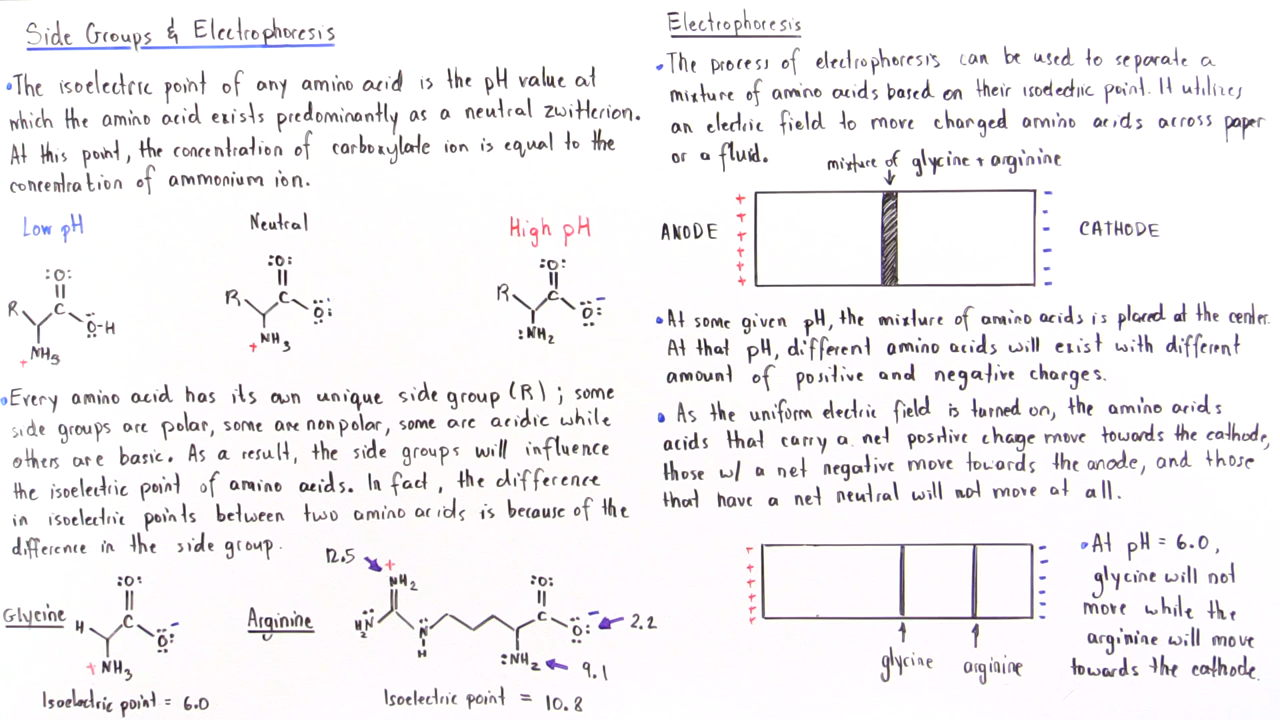 Side Groups & Electrophoresis
• The isoelectric point of any amino acid is the pH value at
which the amino acid exists predominantly as a neutral zwitterion.
At this point, the concentration of carboxylate ion is equal to the
concentration of ammonium ion.
Low pH
Neutral
High pH
:O:
R
C
:O-H
+
NH3
:O:
R
C
:O:
+
NH3
:O:
R
C
:O: -
:NH2
• Every amino acid has its own unique side group (R); some
side groups are polar, some are nonpolar, some are acidic while
others are basic. As a result, the side groups will influence
the isoelectric point of amino acids. In fact, the difference
in isoelectric points between two amino acids is because of the
difference in the side group.
Glycine
:O:
H
C
:O: -
+ NH3
Isoelectric point = 6.0
Arginine
12.5
+
NH2
H2N
N
H
:O:
C
:O: -
2.2
:NH2
9.1
Isoelectric point = 10.8
Electrophoresis
• The process of electrophoresis can be used to separate a
mixture of amino acids based on their isoelectric point. It utilizes
an electric field to move changed amino acids across paper
or a fluid.
mixture of glycine + arginine
ANODE
+ + + + + +
- - - - - -
CATHODE
• At some given pH, the mixture of amino acids is placed at the center.
At that pH, different amino acids will exist with different
amount of positive and negative charges.
• As the uniform electric field is turned on, the amino acids
acids that carry a net positive chage move towards the cathode,
those w/ a net negative move towards the anode, and those
that have a net neutral will not move at all.
glycine
arginine
• At pH = 6.0,
glycine will not
move while the
arginine will move
towards the cathode.